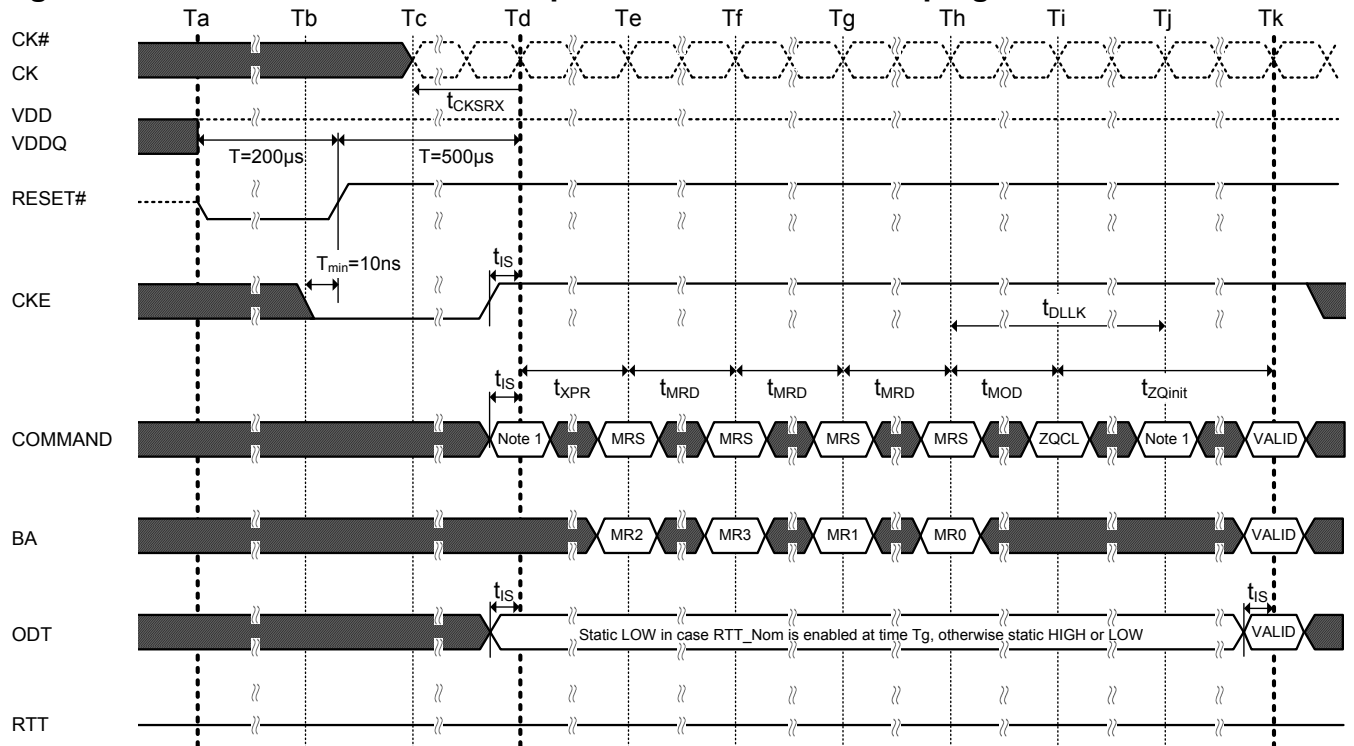 Ta Tb Tc Td Te Tf Tg Th Ti Tj Tk
CK#
CK
tCKSRX
VDD
VDDQ
T=200µs T=500µs
RESET#
Tmin=10ns tIS
CKE
tDLLK
tIS tXPR tMRD tMRD tMRD tMOD tZQinit
COMMAND Note 1 MRS MRS MRS MRS ZQCL Note 1 VALID
BA MR2 MR3 MR1 MR0 VALID
tIS tIS
ODT Static LOW in case RTT_Nom is enabled at time Tg, otherwise static HIGH or LOW VALID
RTT